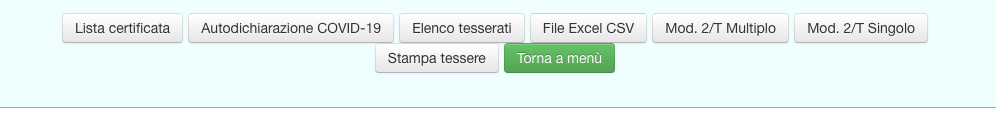 Lista certificata Autodichiarazione COVID-19 Elenco tesserati File Excel CSV Mod. 2/T Multiplo Mod. 2/T Singolo
Stampa tessere Torna a menù